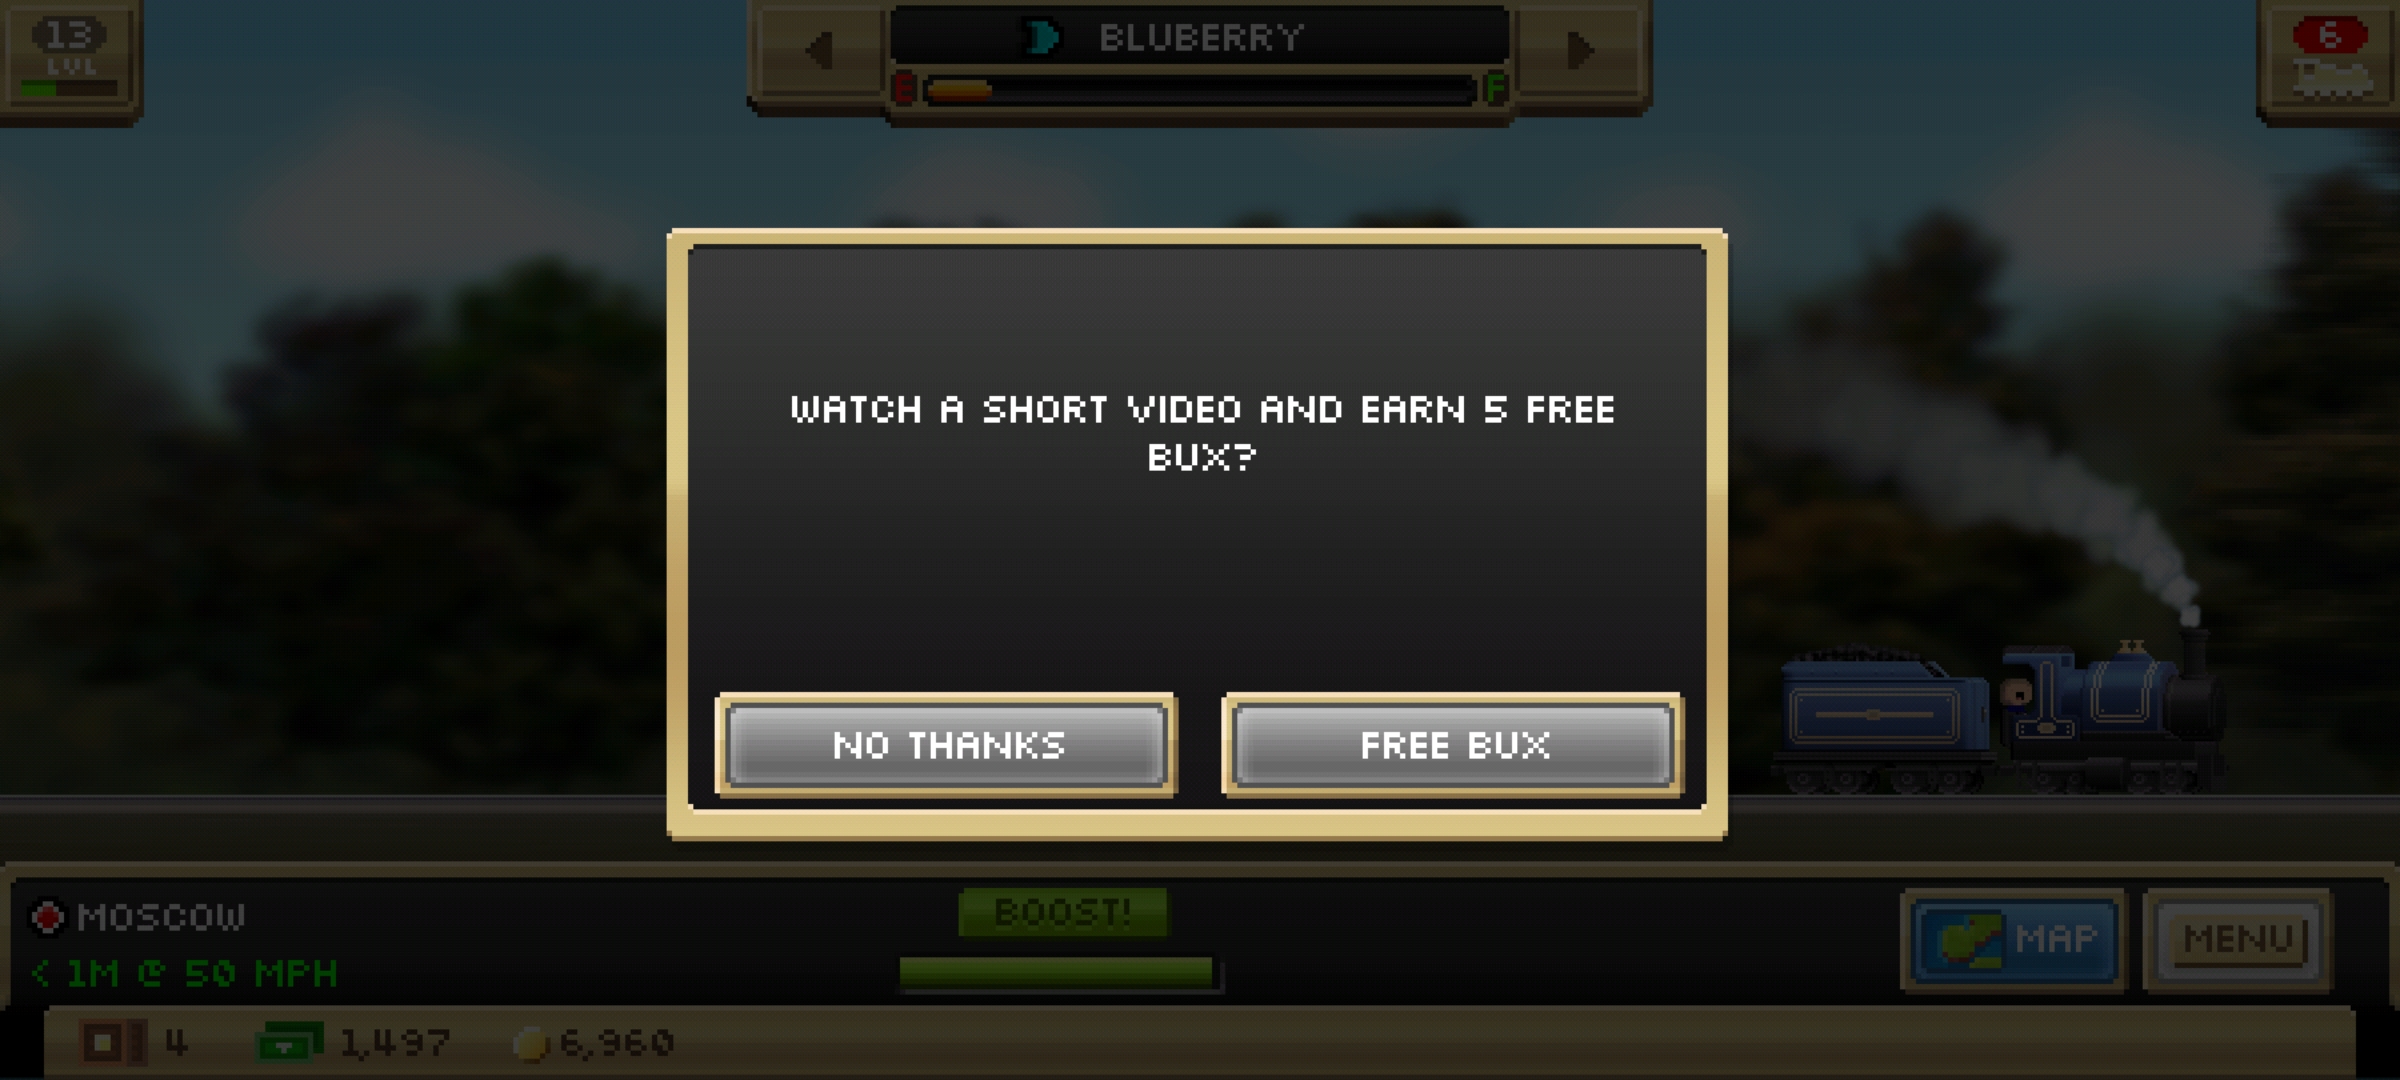 13
LVL
BLUBERRY
E F
6
WATCH A SHORT VIDEO AND EARN 5 FREE
BUX?
NO THANKS
FREE BUX
MOSCOW
< 1M @ 50 MPH
BOOST!
MAP
MENU
4
1,497
6,960